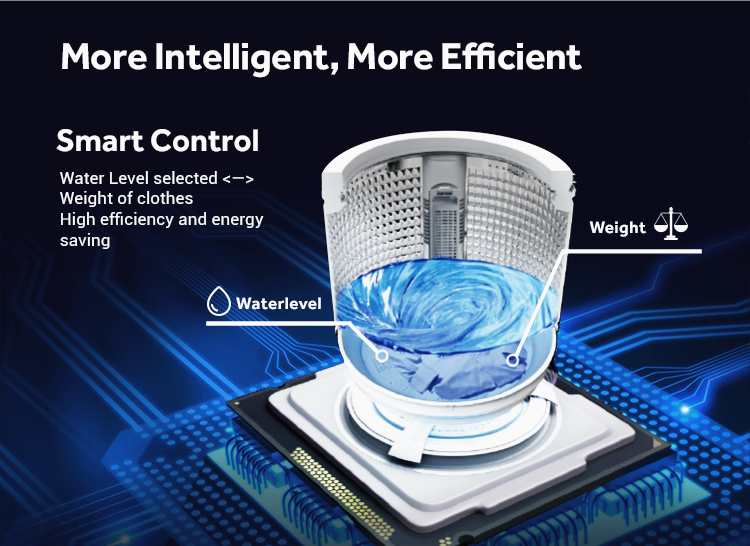 More Intelligent, More Efficient
Smart Control
Water Level selected <—>
Weight of clothes
High efficiency and energy
saving
Weight
Waterlevel